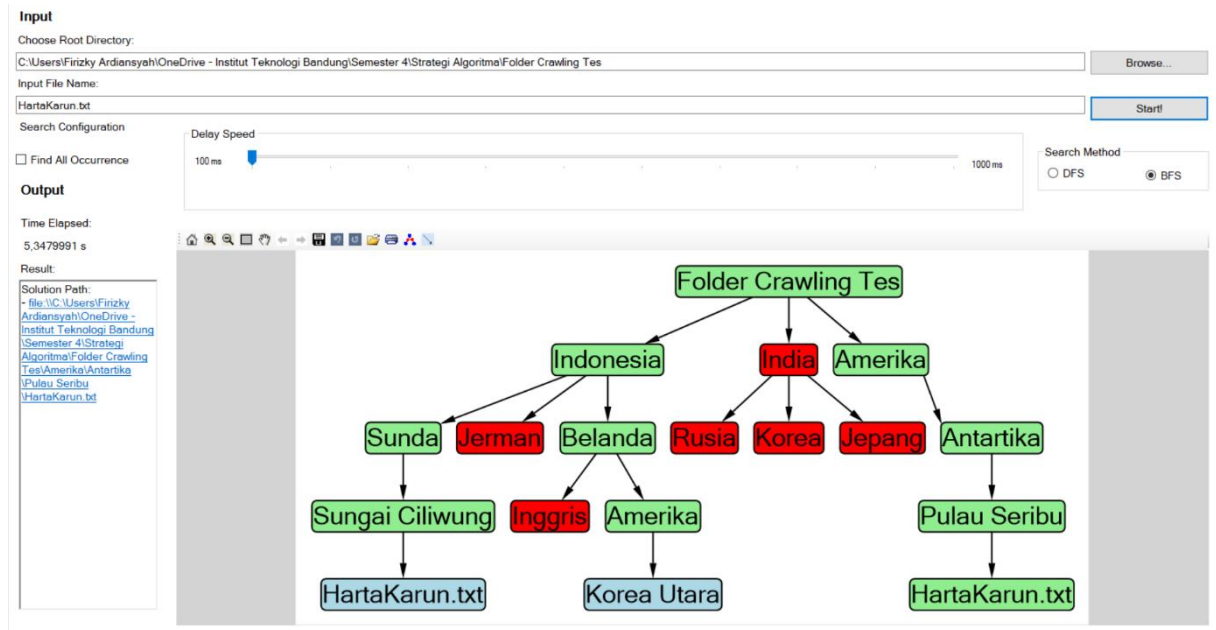 Input
Choose Root Directory:
C:\Users\Firizky Ardiansyah\OneDrive - Institut Teknologi Bandung\Semester 4\Strategi Algoritma\Folder Crawling Tes
Browse...
Input File Name:
HartaKarun.txt
Start!
Search Configuration
Find All Occurrence
Delay Speed
100 ms
1000 ms
Search Method
DFS
BFS
Output
Time Elapsed:
5,3479991 s
Result:
Solution Path:
- file:\\C:\Users\Firizky
Ardiansyah\OneDrive -
Institut Teknologi Bandung
\Semester 4\Strategi
Algoritma\Folder Crawling
Tes\Amerika\Antartika
\Pulau Seribu
\HartaKarun.txt
Folder Crawling Tes
Indonesia
India
Amerika
Sunda
Jerman
Belanda
Rusia
Korea
Jepang
Antartika
Sungai Ciliwung
Inggris
Amerika
Pulau Seribu
HartaKarun.txt
Korea Utara
HartaKarun.txt